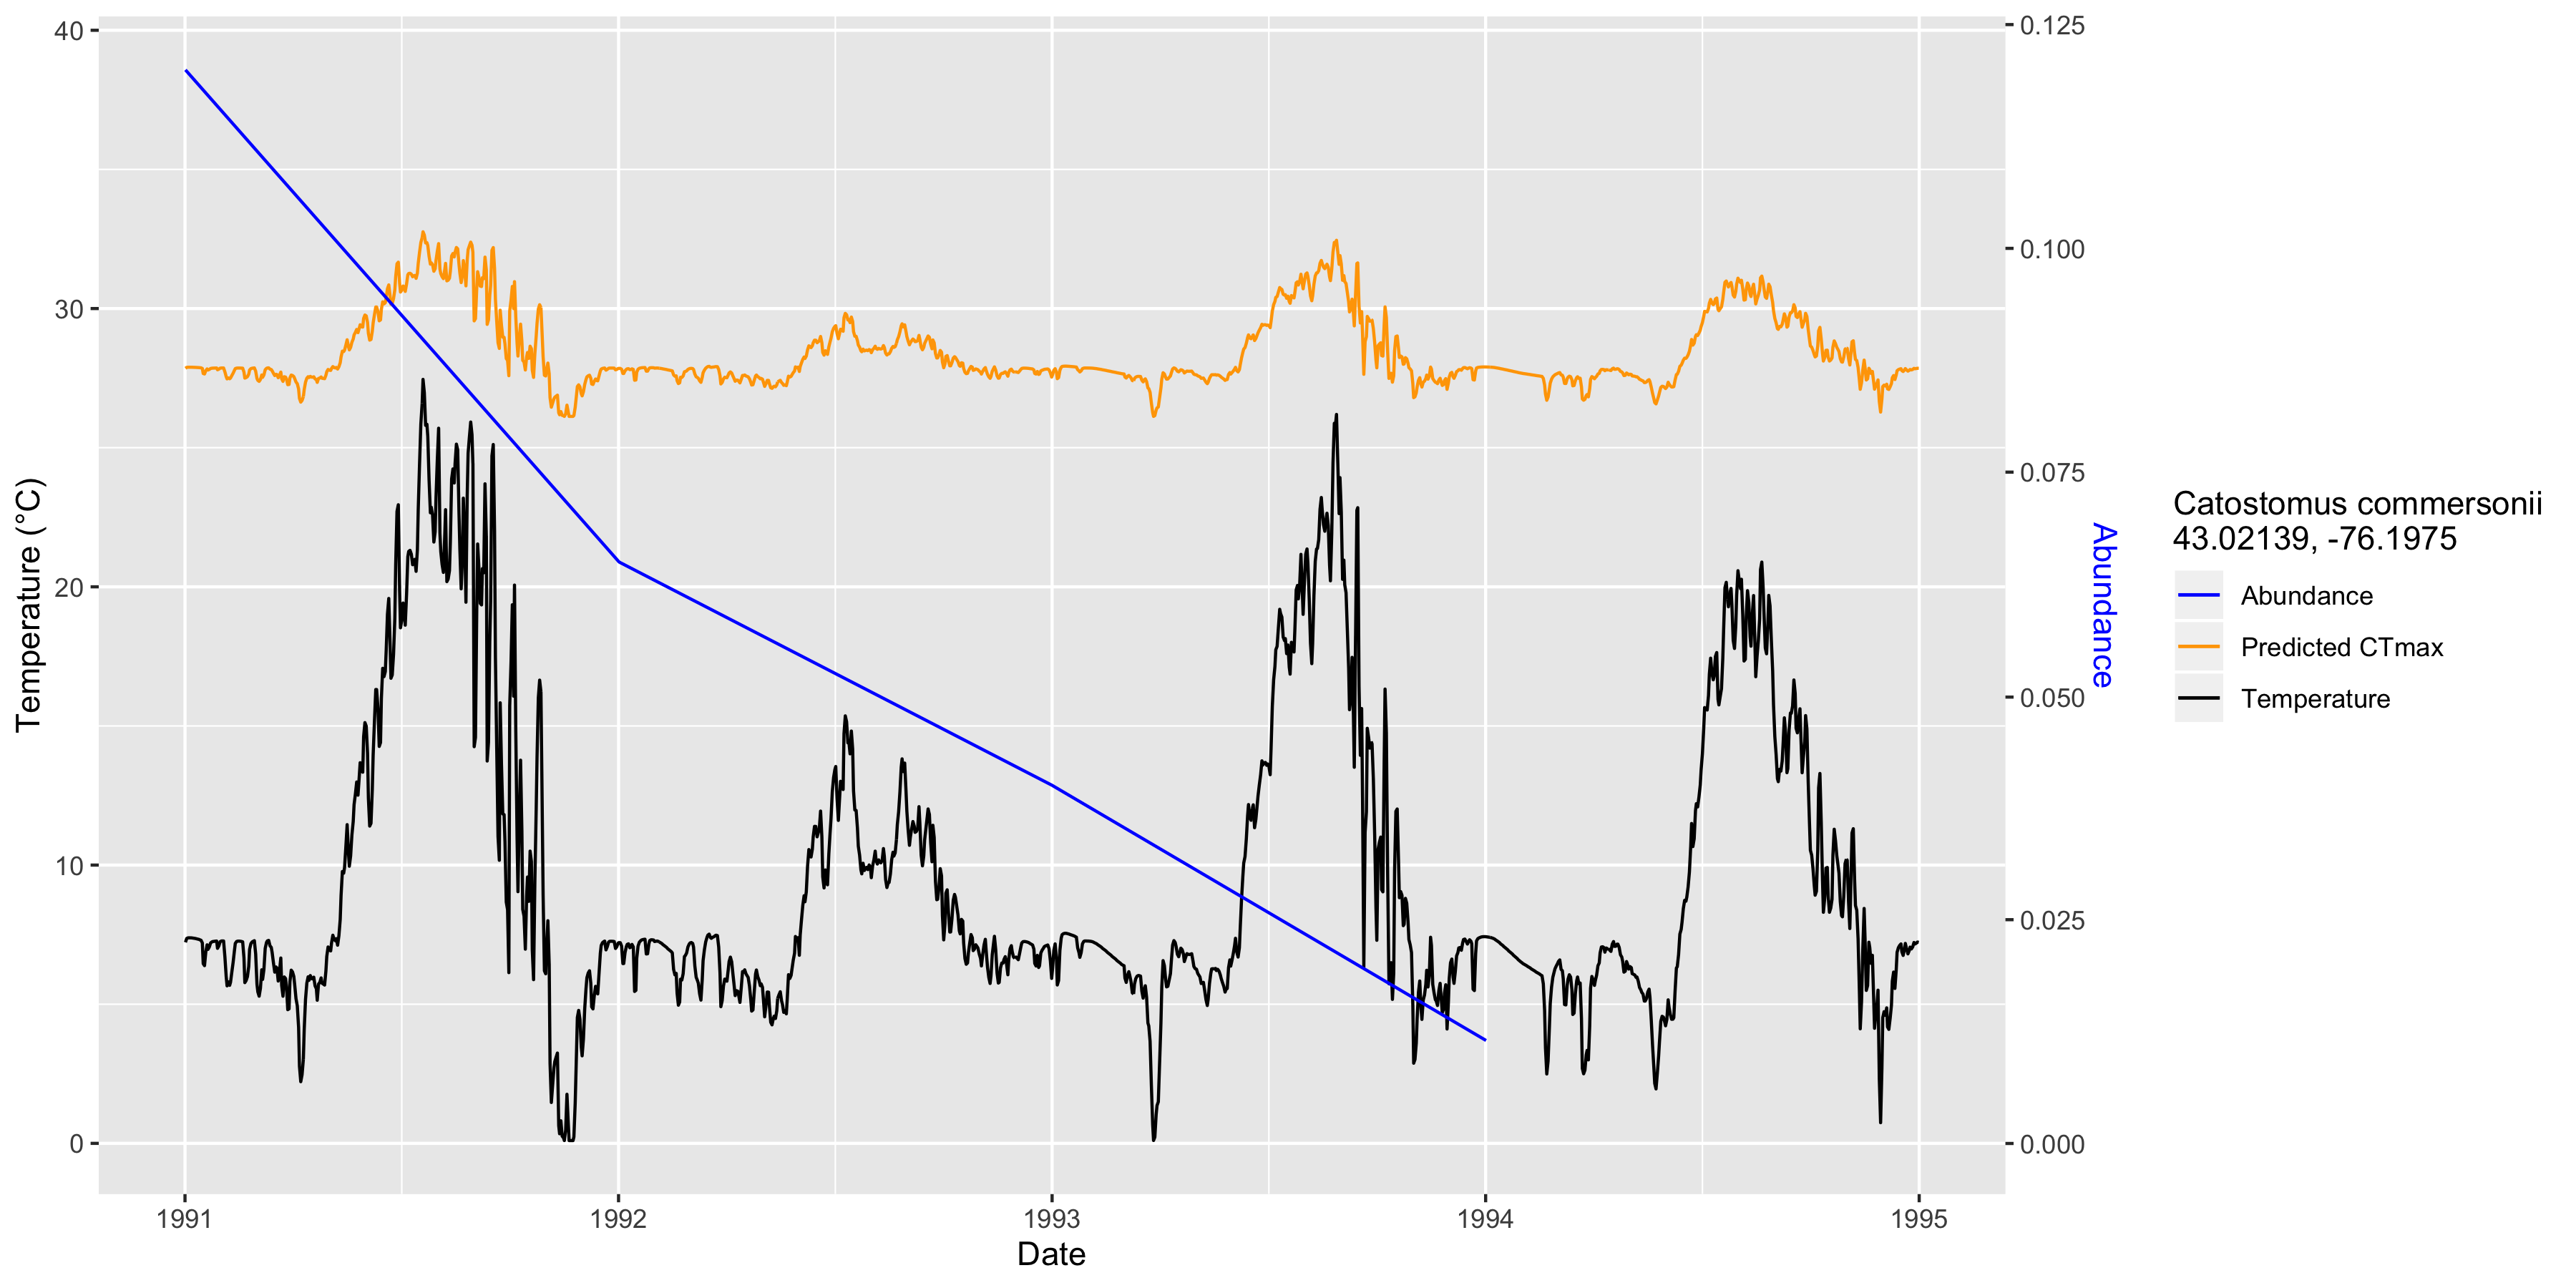 40
30
20
10
0
Temperature (°C)
0.125
0.100
0.075
0.050
0.025
0.000
Abundance
1991
1992
1993
1994
1995
Date
Catostomus commersonii
43.02139, -76.1975
Abundance
Predicted CTmax
Temperature